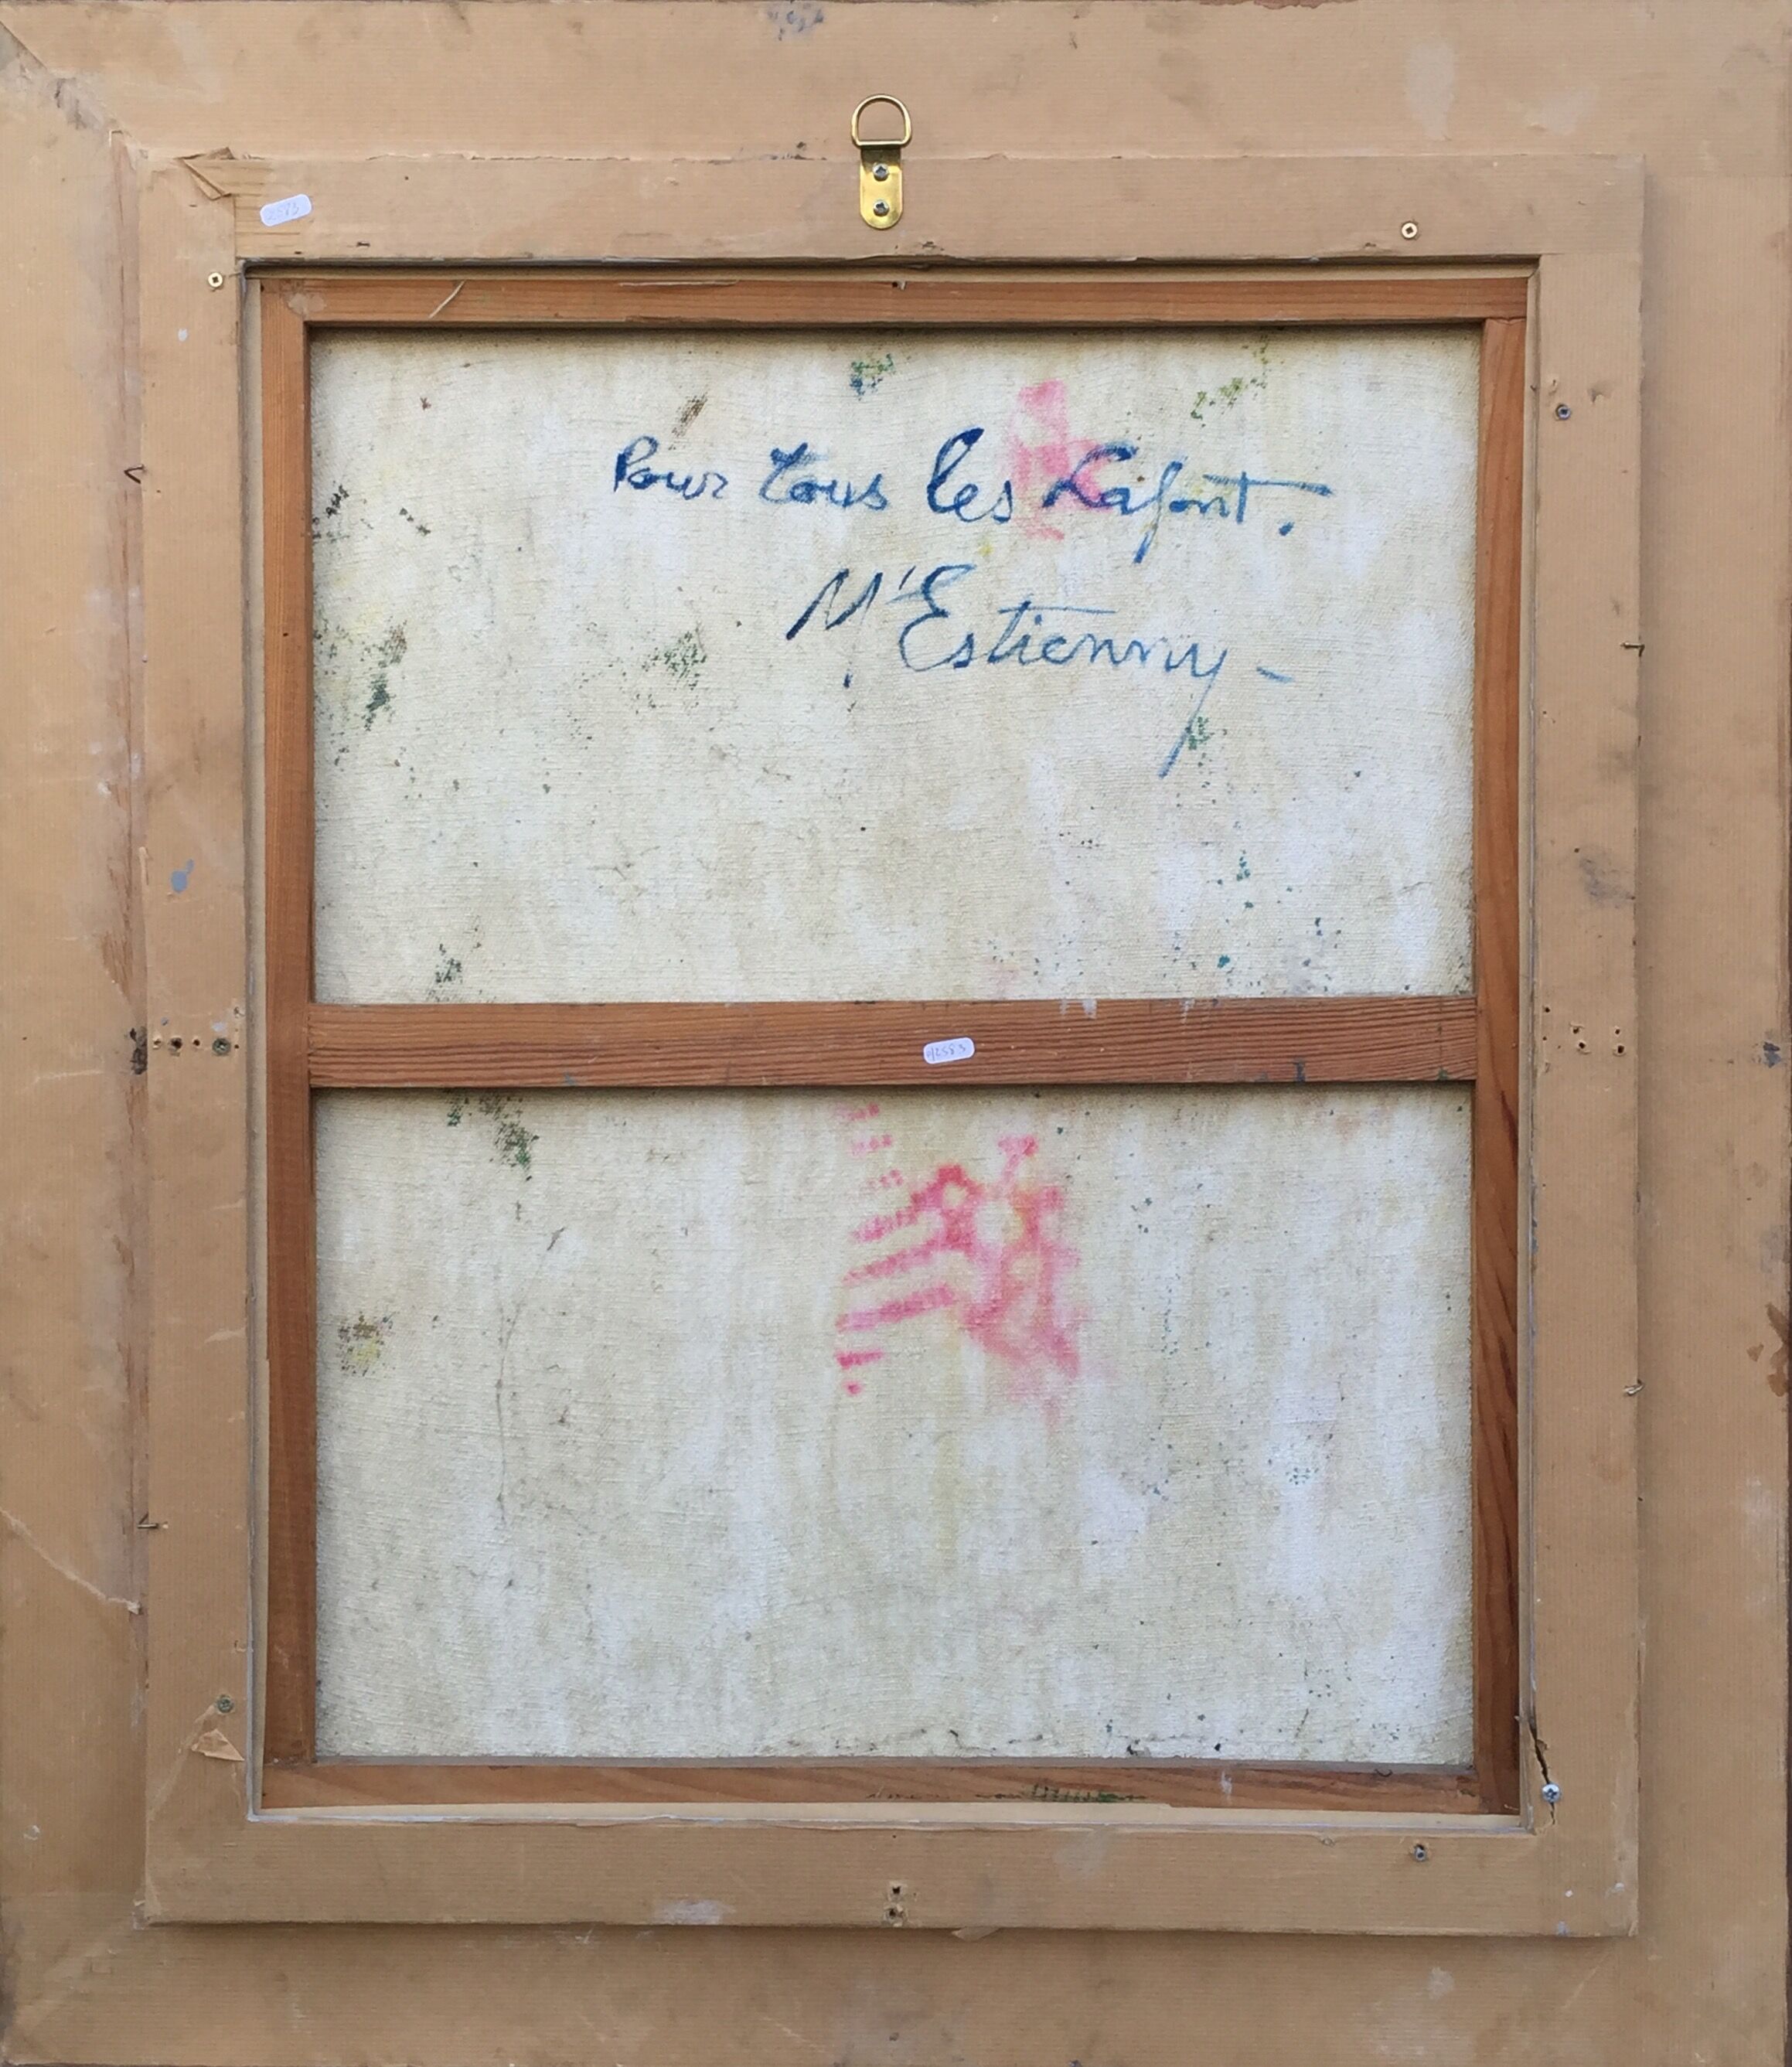 Pour tous les Lafont.
M'Estienny -